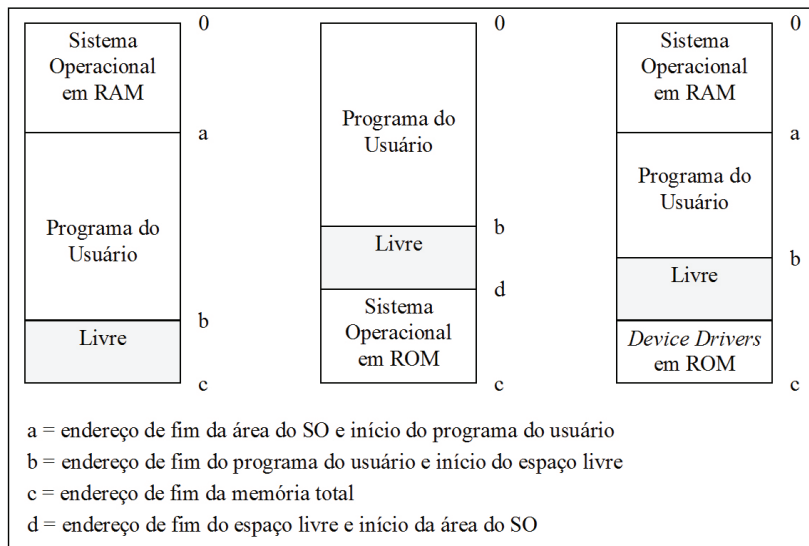 0
Sistema
Operacional
em RAM
a
Programa do
Usuário
b
Livre
c
0
Programa do
Usuário
b
Livre
d
Sistema
Operacional
em ROM
c
0
Sistema
Operacional
em RAM
a
Programa do
Usuário
b
Livre
Device Drivers
em ROM
c
a = endereço de fim da área do SO e início do programa do usuário
b = endereço de fim do programa do usuário e início do espaço livre
c = endereço de fim da memória total
d = endereço de fim do espaço livre e início da área do SO